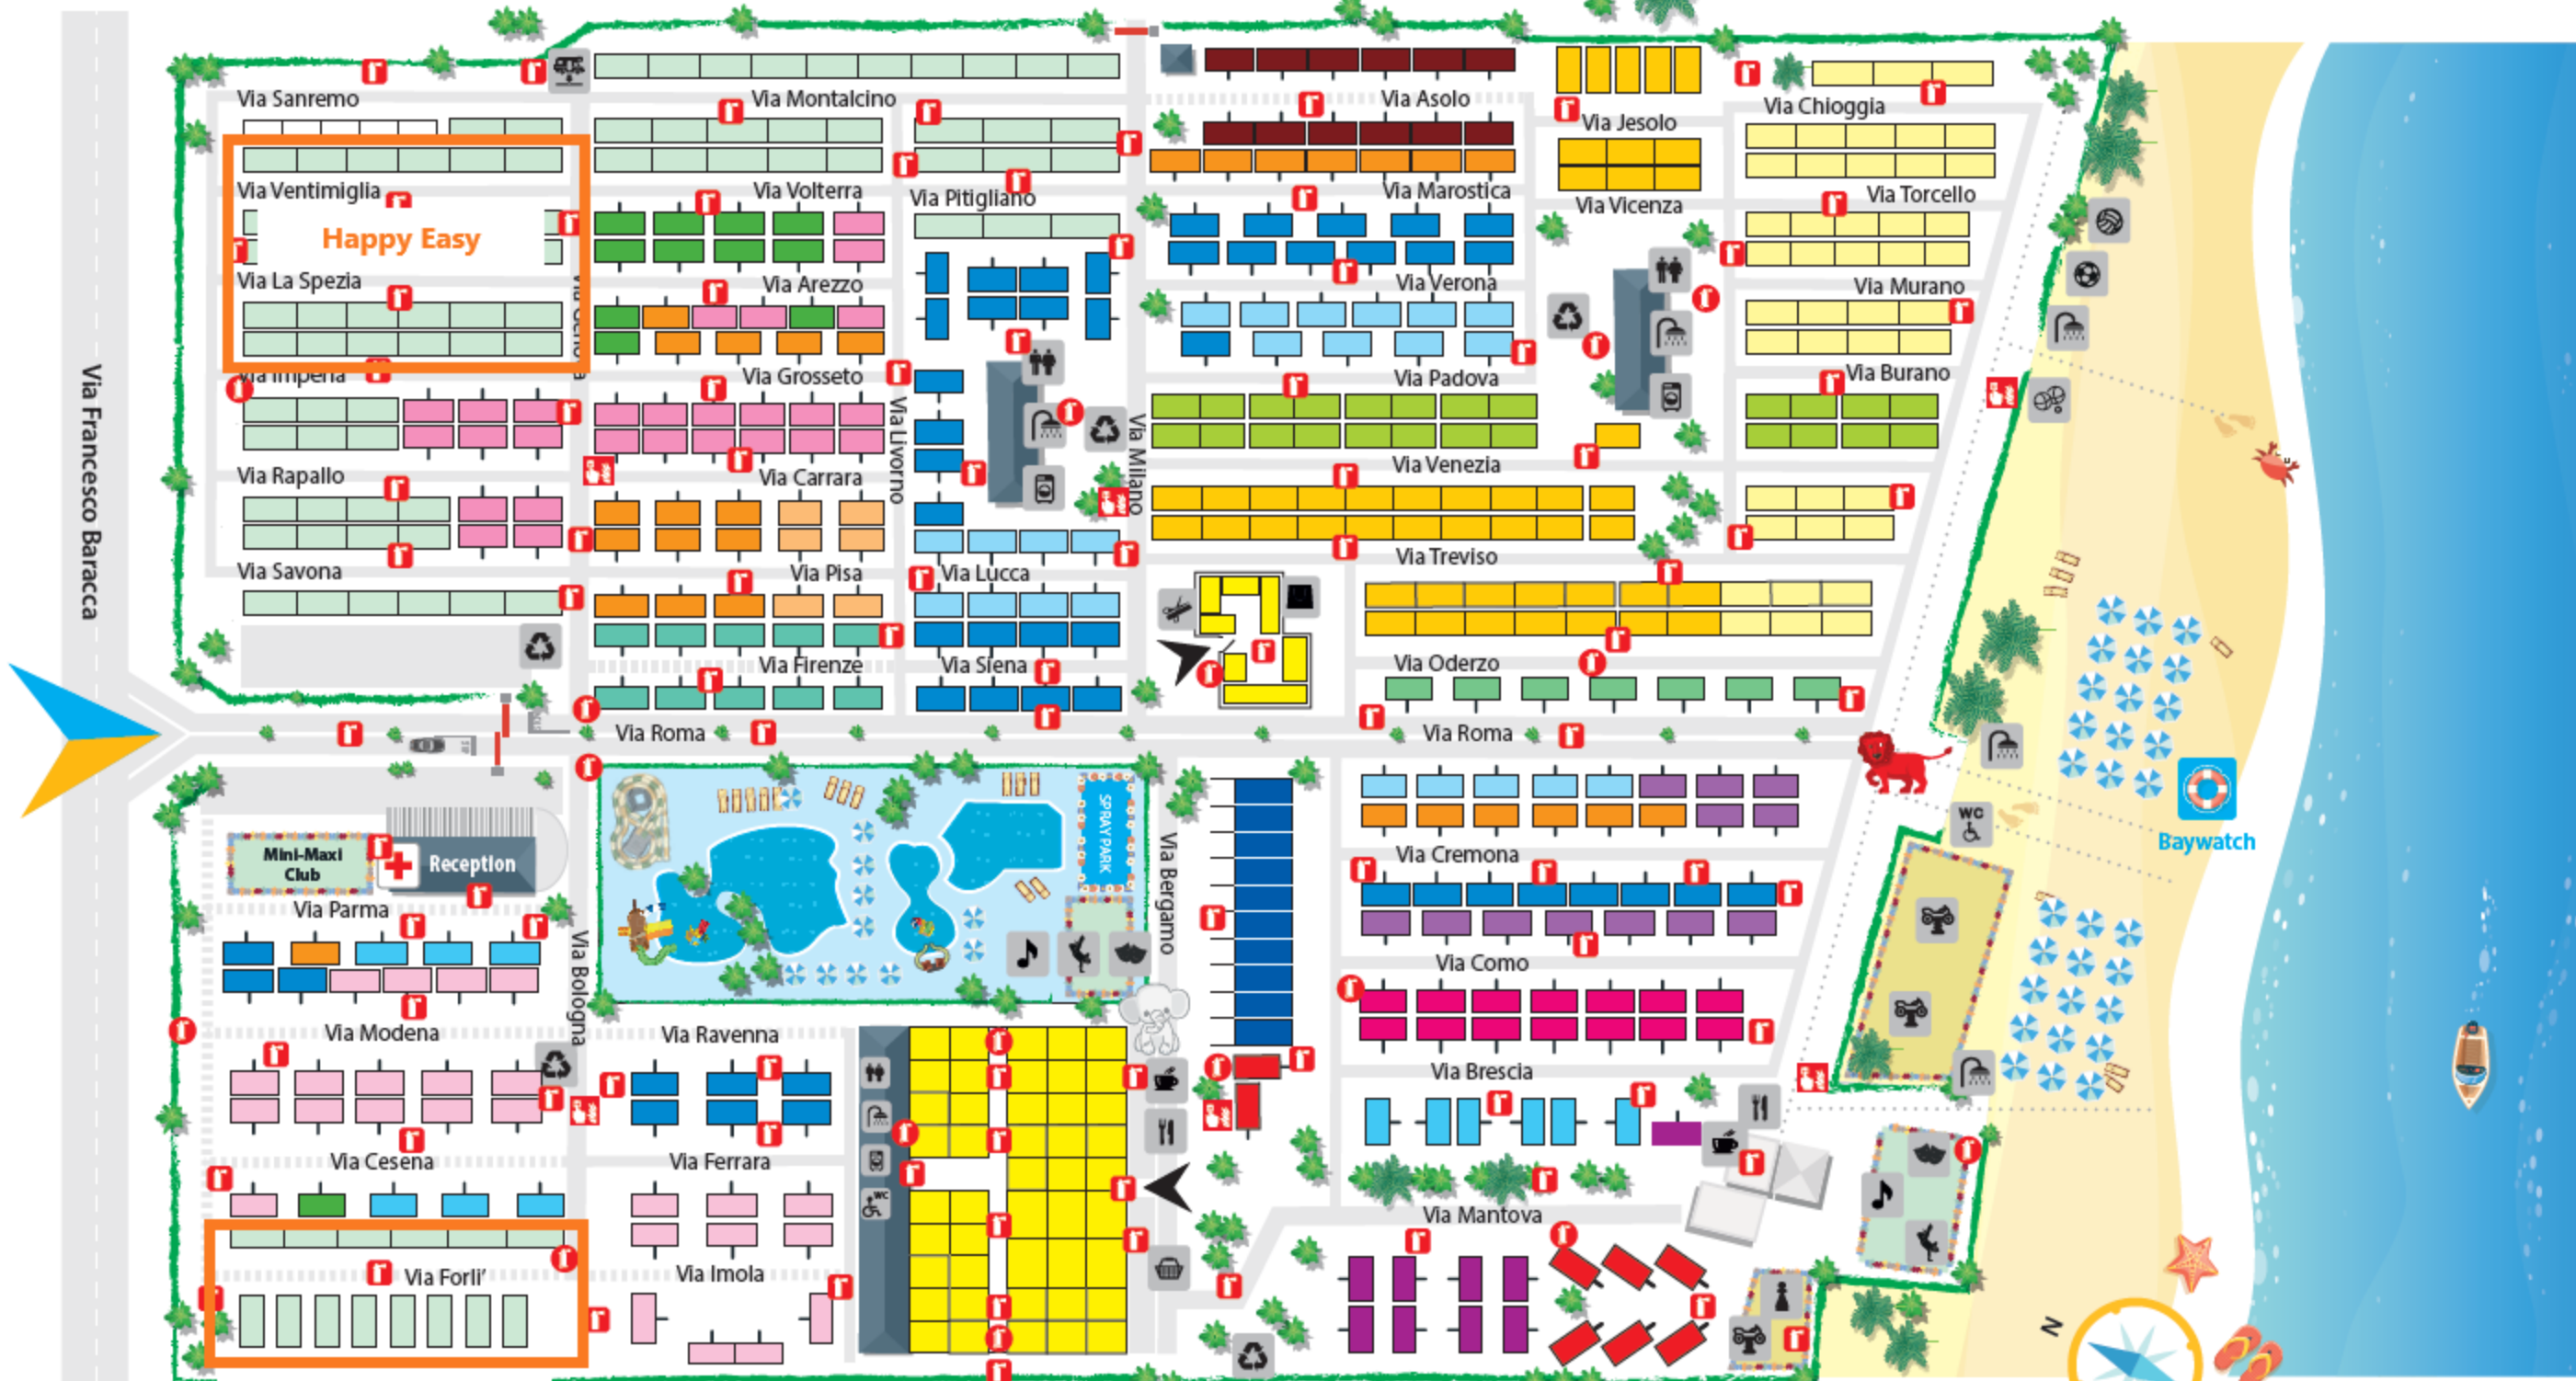 Via Sanremo
Via Montalcino
Via Asolo
Via Chioggia
Via Jesolo
Via Ventimiglia
Via Volterra
Via Pitigliano
Via Marostica
Via Torcello
Via Vicenza
Happy Easy
Via La Spezia
Via Arezzo
Via Verona
Via Murano
Via Imperia
Via Grosseto
Via Padova
Via Burano
Via Francesco Baracca
Via Livorno
Via Milano
Via Rapallo
Via Carrara
Via Venezia
Via Savona
Via Pisa
Via Lucca
Via Treviso
Via Firenze
Via Siena
Via Oderzo
Via Roma
Via Roma
Mini-Maxi
Club
Reception
SPRAY PARK
Via Bergamo
WC
Baywatch
Via Cremona
Via Parma
Via Bologna
Via Como
Via Modena
Via Ravenna
Via Brescia
Via Cesena
Via Ferrara
WC
Via Mantova
Via Forli'
Via Imola
N